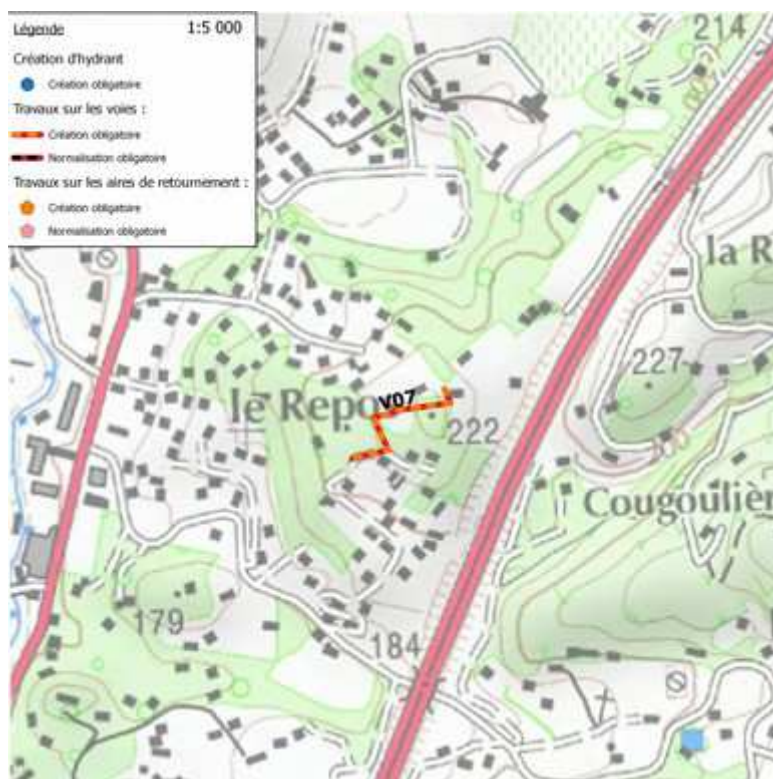 Légende 1:5 000
Création d'hydrant
Création obligatoire
Travaux sur les voies :
Création obligatoire
Normalisation obligatoire
Travaux sur les aires de retournement :
Création obligatoire
Normalisation obligatoire
214
la R
227
V07
le Repo
222
Cougoulièr
179
184